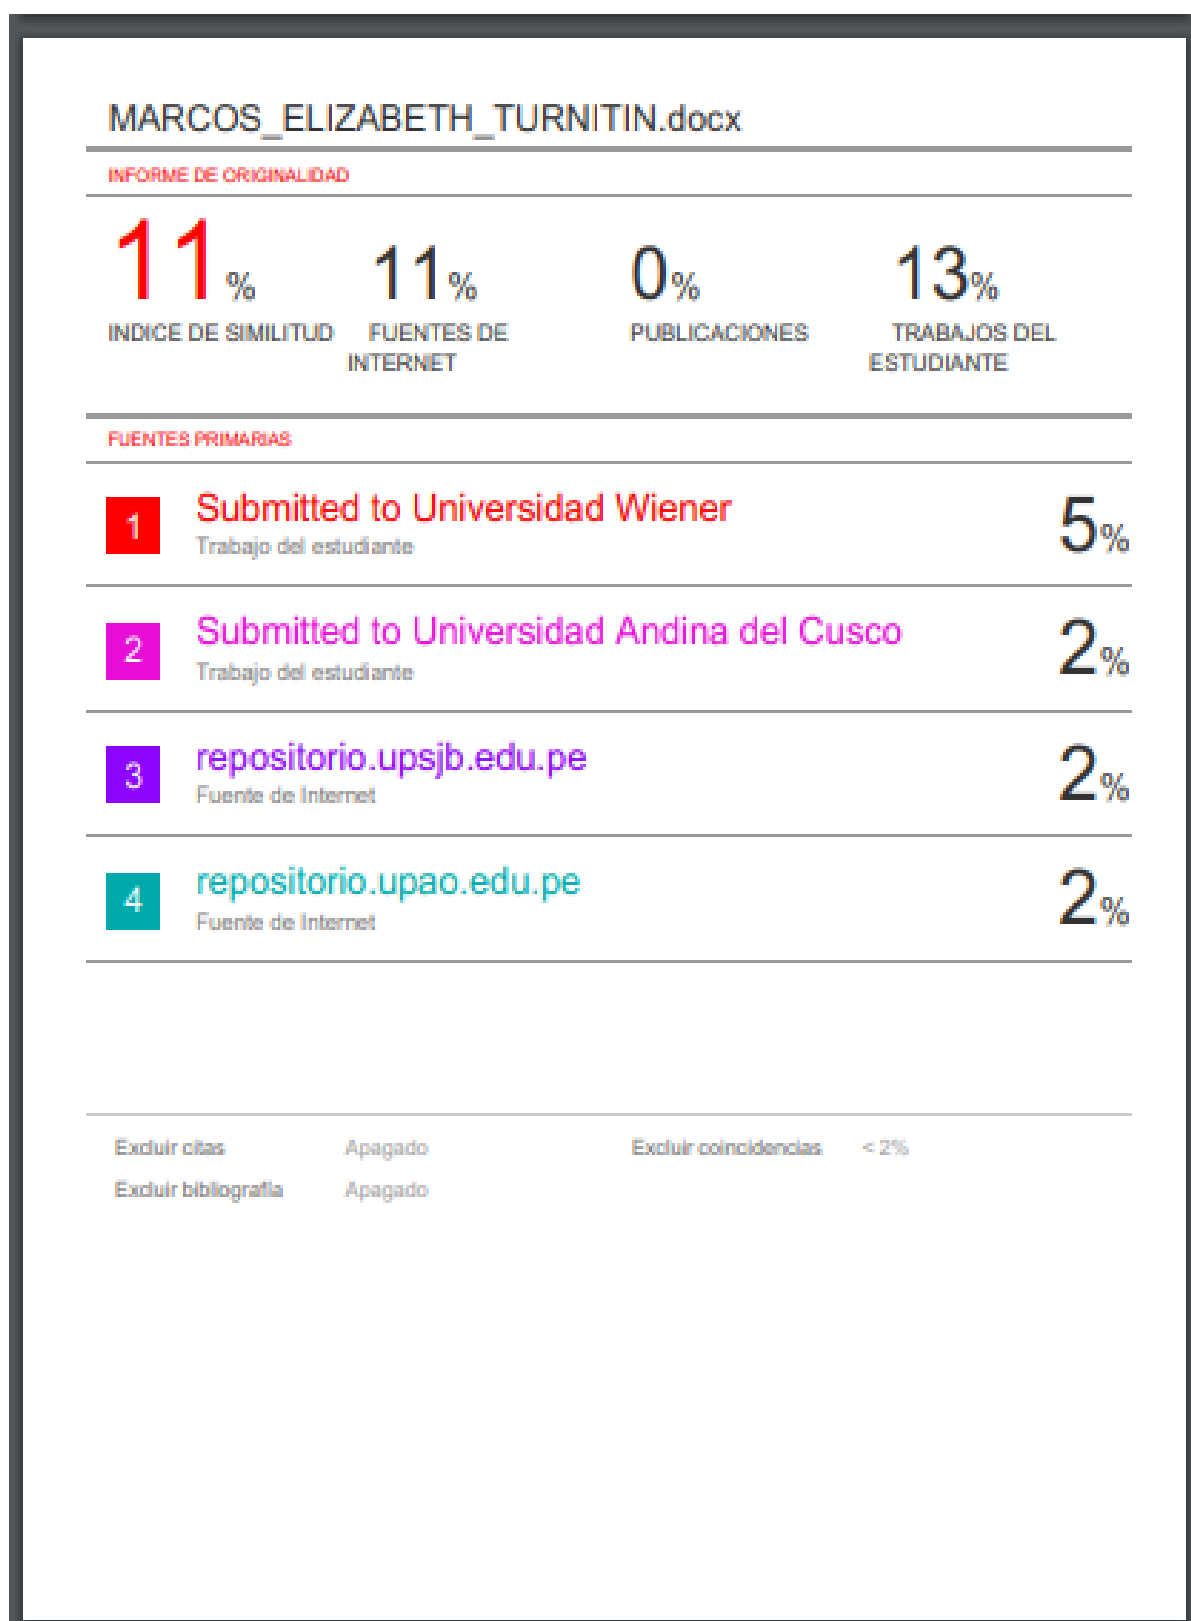 MARCOS_ELIZABETH_TURNITIN.docx
INFORME DE ORIGINALIDAD
11% 11% 0% 13%
INDICE DE SIMILITUD FUENTES DE PUBLICACIONES TRABAJOS DEL
INTERNET ESTUDIANTE
FUENTES PRIMARIAS
1 Submitted to Universidad Wiener 5%
Trabajo del estudiante
2 Submitted to Universidad Andina del Cusco 2%
Trabajo del estudiante
3 repositorio.upsjb.edu.pe 2%
Fuente de Internet
4 repositorio.upao.edu.pe 2%
Fuente de Internet
Excluir citas Apagado Excluir coincidencias < 2%
Excluir bibliografía Apagado